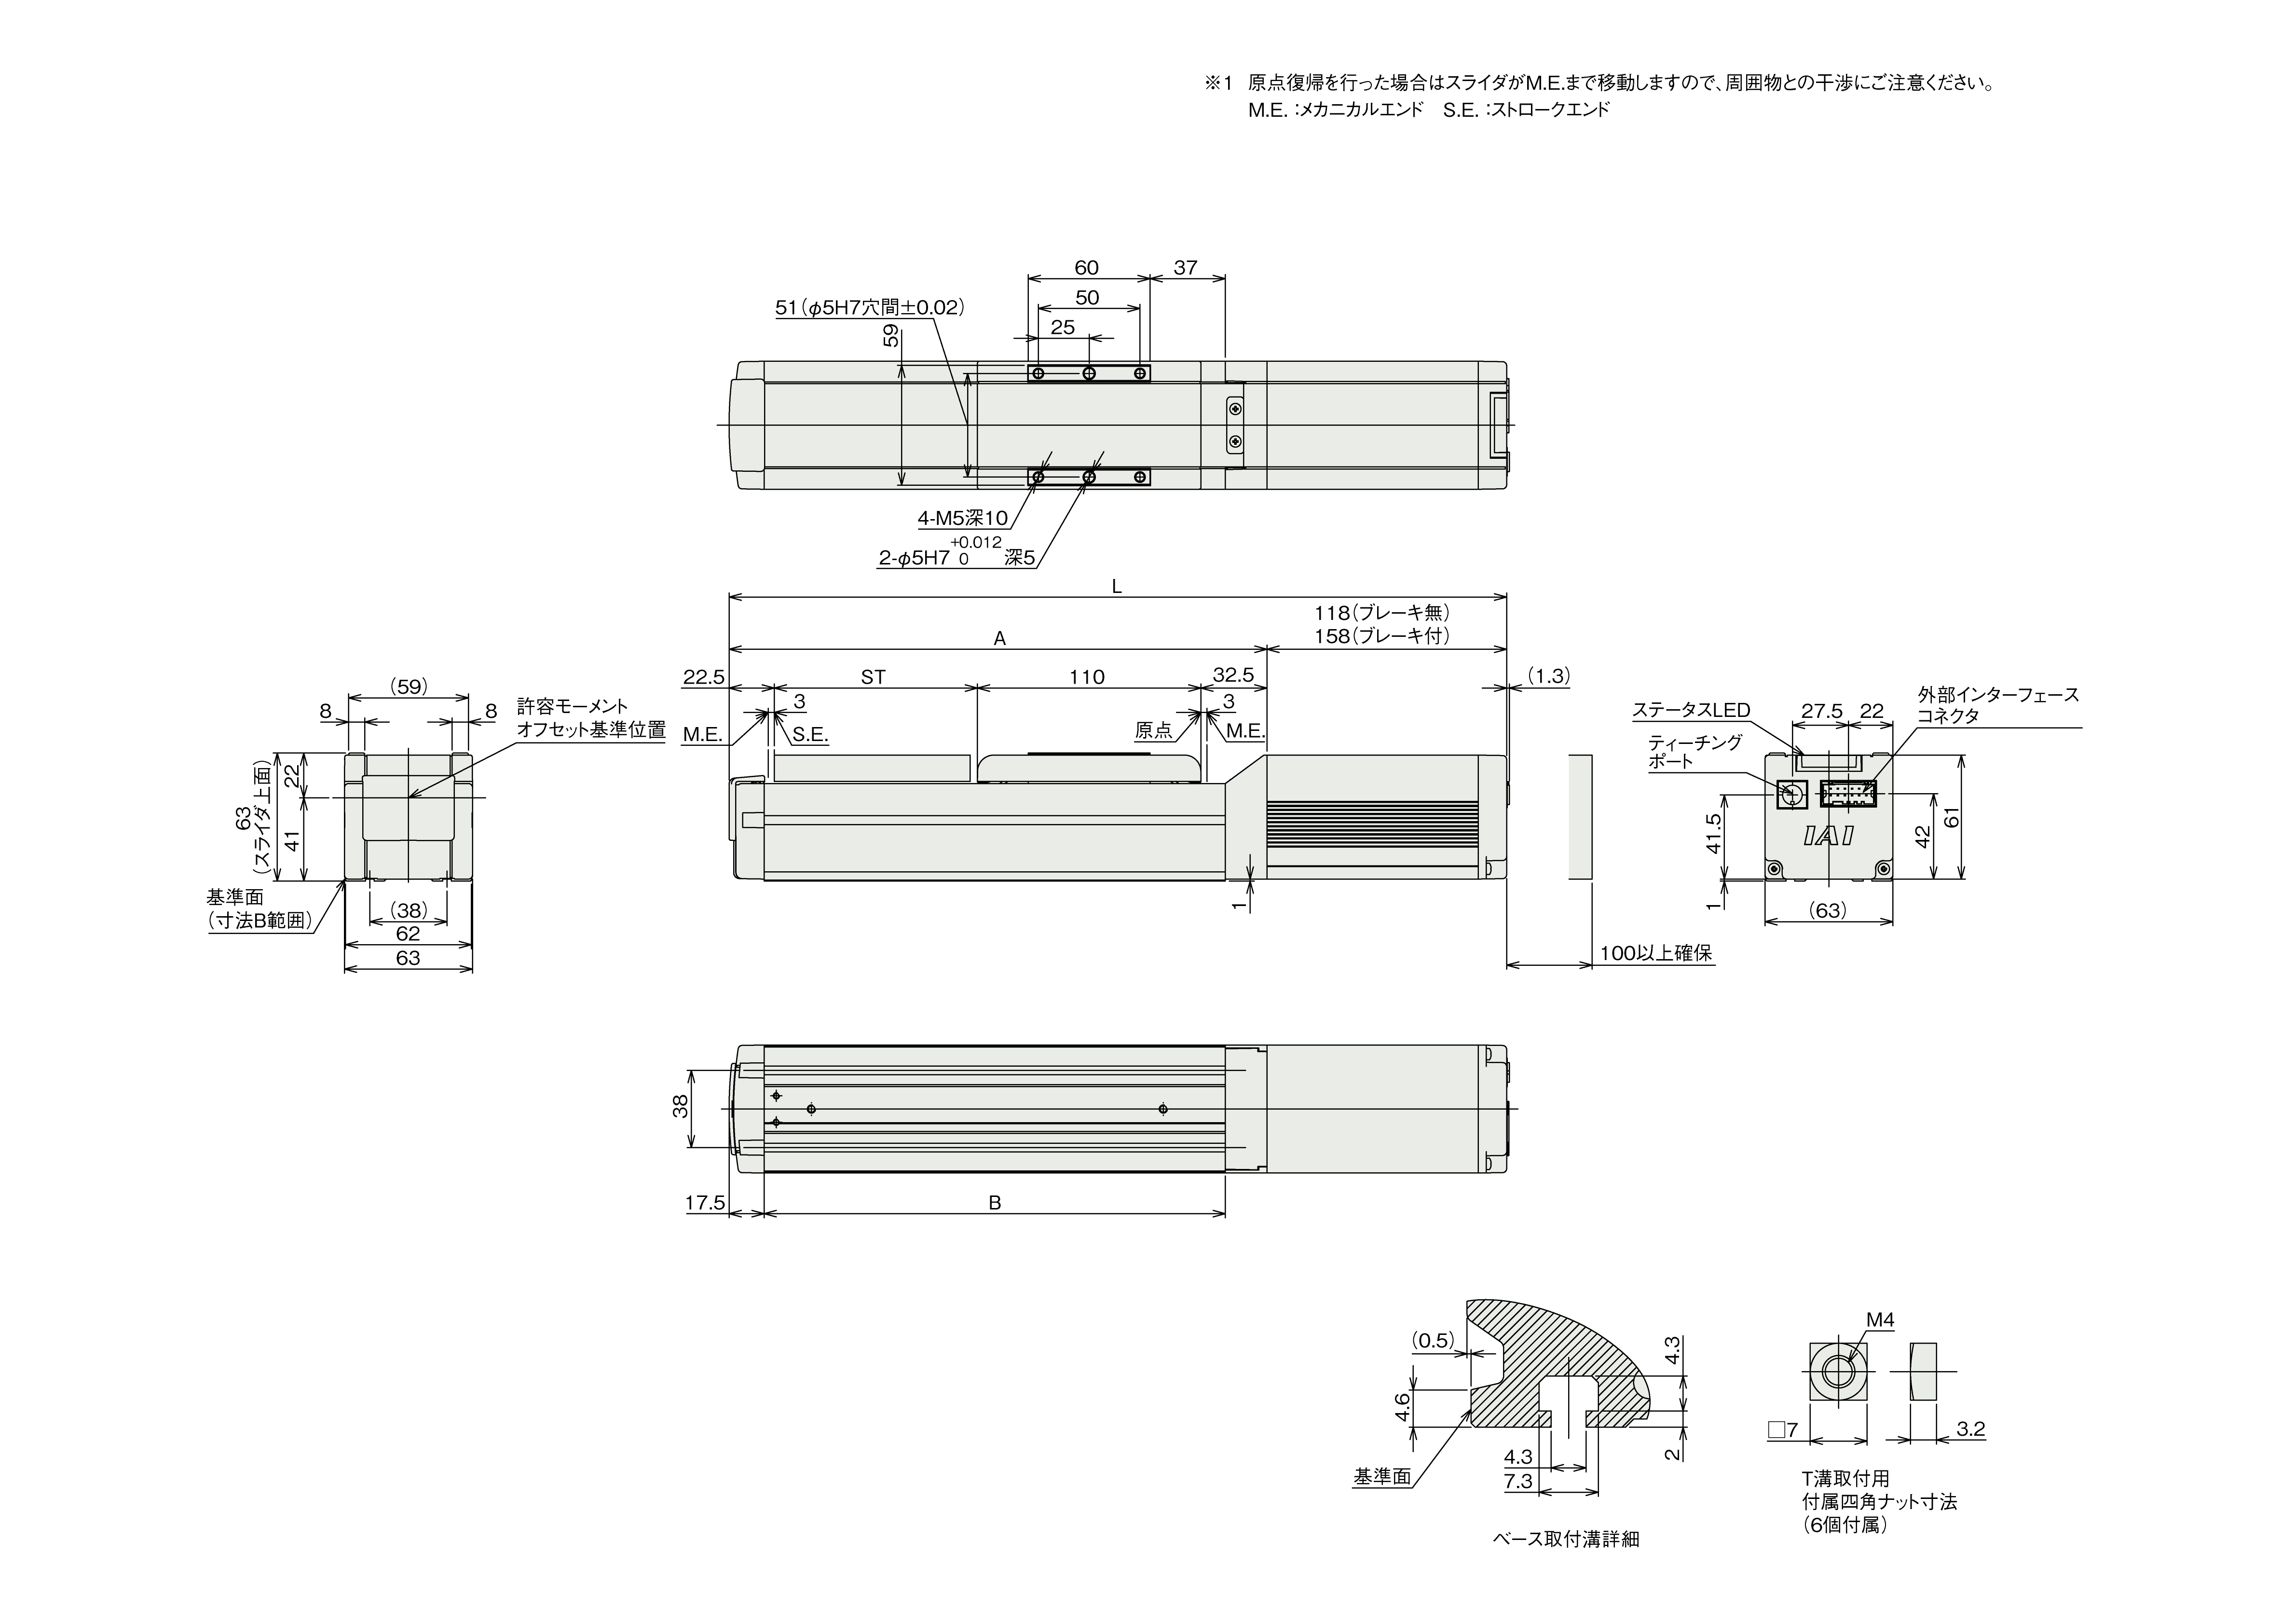 ※1 原点復帰を行った場合はスライダがM.E.まで移動しますので、周囲物との干渉にご注意ください。
M.E.：メカニカルエンド S.E.：ストロークエンド
60
37
50
25
51（φ5H7穴間±0.02）
59
4-M5深10
2-φ5H7 +0.012 0 深5
L
118（ブレーキ無）
158（ブレーキ付）
A
22.5
ST
110
32.5
（1.3）
3
3
M.E.
S.E.
原点
M.E.
1
100以上確保
（59）
8
8
許容モーメント
オフセット基準位置
63
（スライダ上面）
22
41
基準面
（寸法B範囲）
（38）
62
63
ステータスLED
ティーチング
ポート
27.5
22
外部インターフェース
コネクタ
41.5
1
IAI
42
61
（63）
38
17.5
B
（0.5）
4.6
基準面
4.3
7.3
4.3
2
ベース取付溝詳細
M4
□7
3.2
T溝取付用
付属四角ナット寸法
（6個付属）